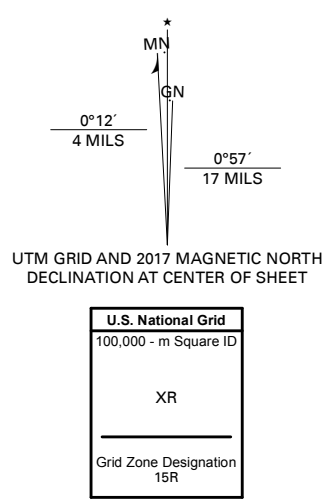 MN
GN
0°12´
4 MILS
0°57´
17 MILS
UTM GRID AND 2017 MAGNETIC NORTH
DECLINATION AT CENTER OF SHEET
U.S. National Grid
100,000 - m Square ID
XR
Grid Zone Designation
15R